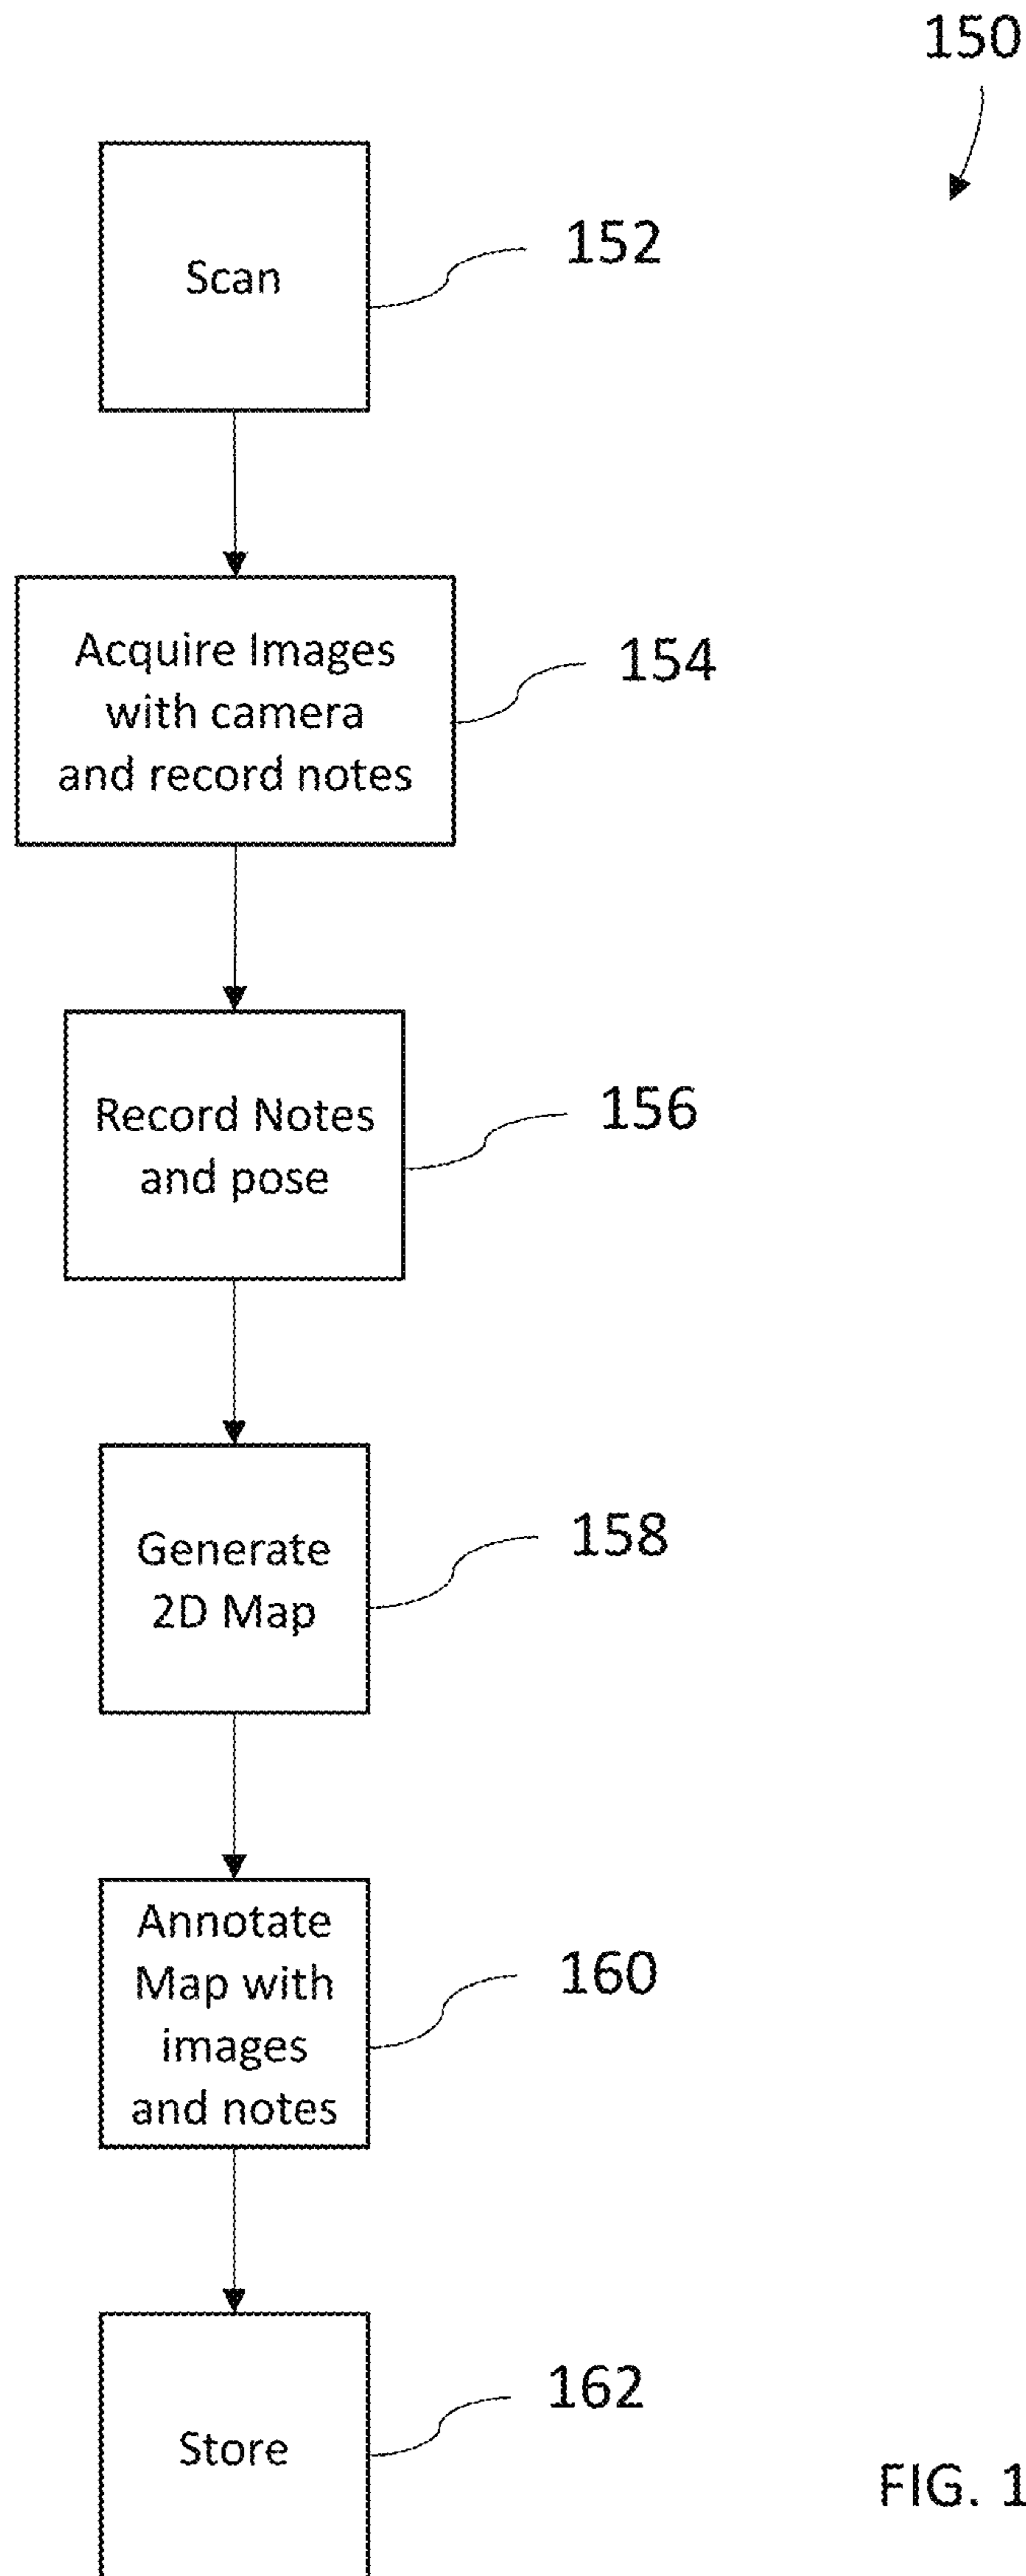 150
Scan
152
Acquire Images
with camera
and record notes
154
Record Notes
and pose
156
Generate
2D Map
158
Annotate
Map with
images
and notes
160
Store
162
FIG. 1